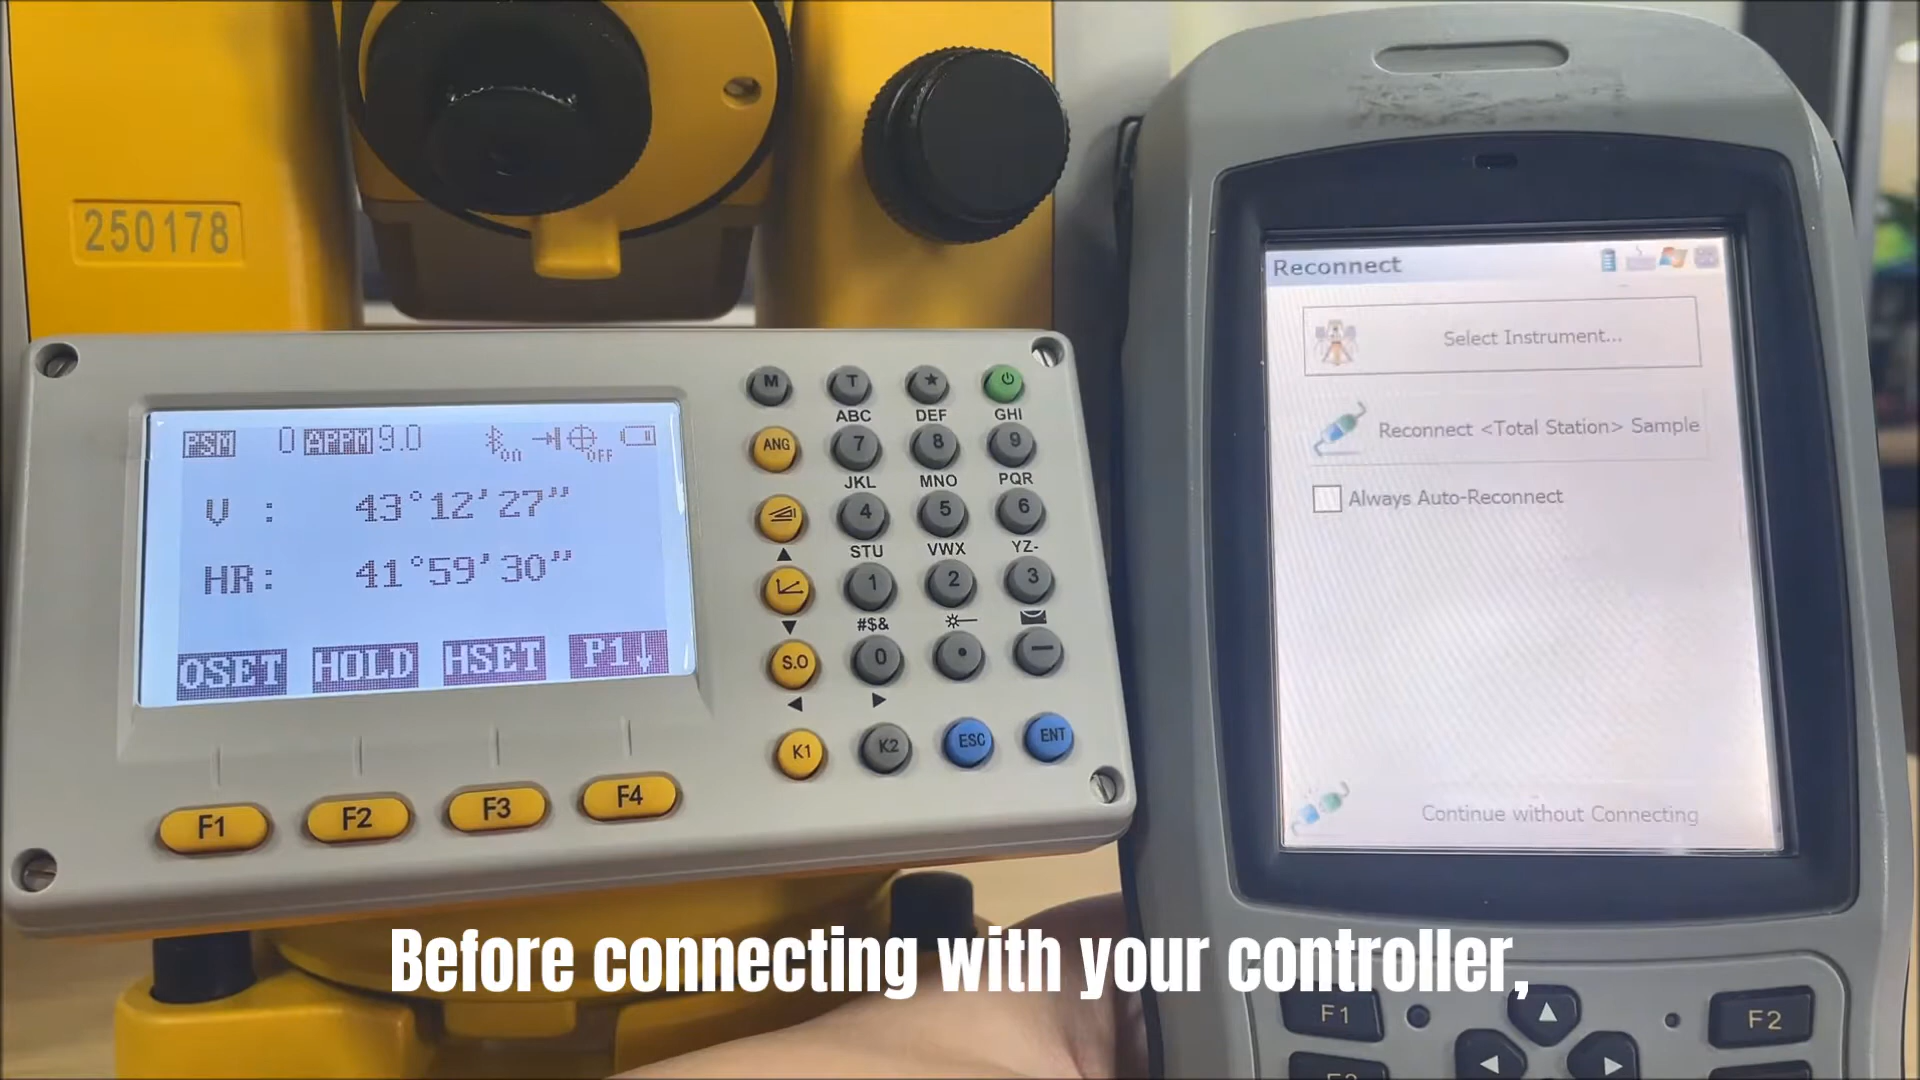 250178
PSM 0 APPM 9.0
on
OFF
V : 43°12'27"
HR: 41°59'30"
OSET HOLD HSET P1↓
F1 F2 F3 F4
M T ★
ABC DEF GHI
ANG 7 8 9
JKL MNO PQR
4 5 6
STU VWX YZ-
1 2 3
#$&
S.O 0 • —
K1 K2 ESC ENT
Reconnect
Select Instrument...
Reconnect <Total Station> Sample
Always Auto-Reconnect
Continue without Connecting
F1 F2
Before connecting with your controller,